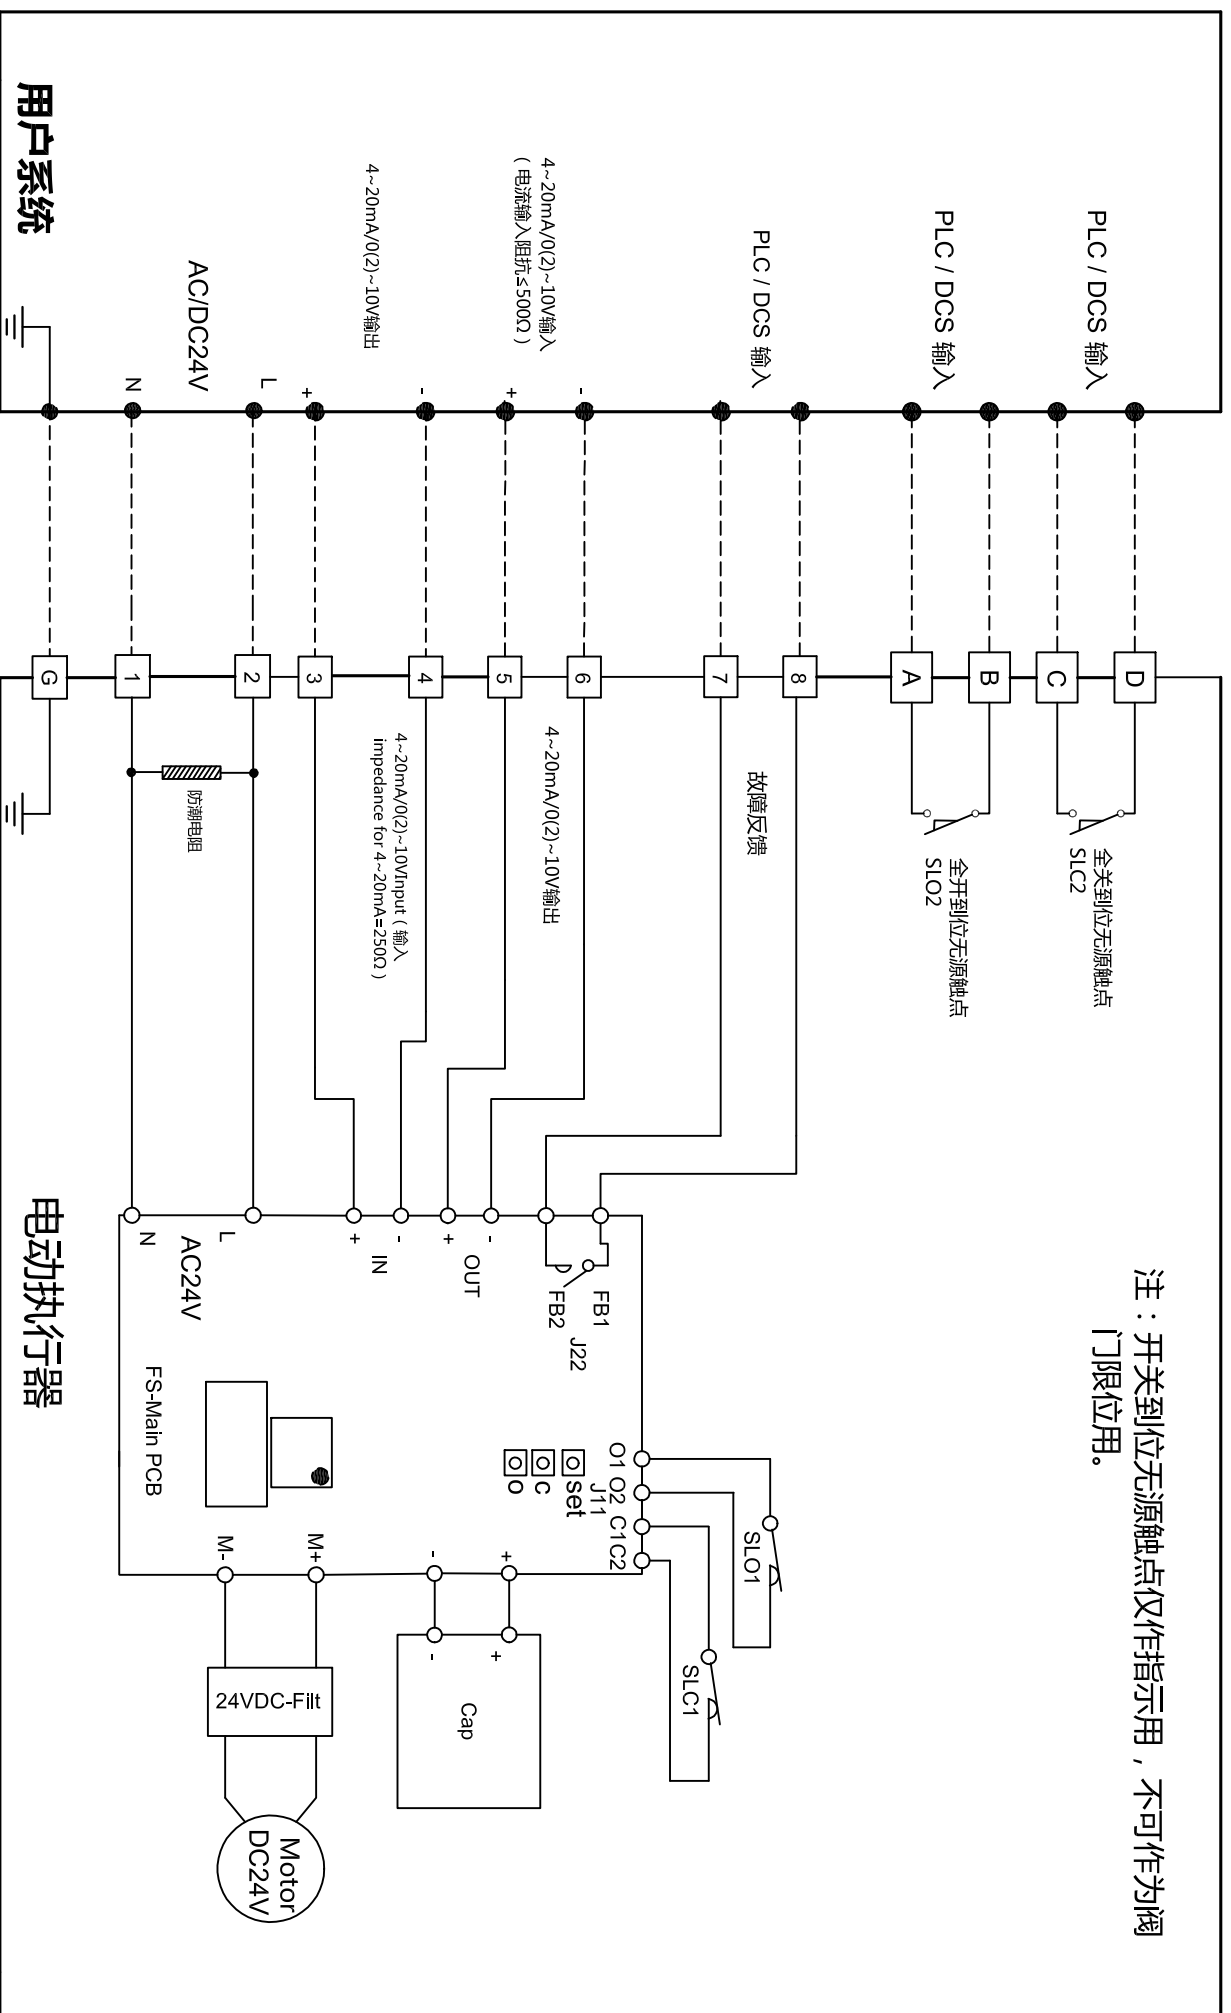 注：开关到位无源触点仅作指示用，不可作为阀
门限位用。
PLC / DCS 输入
PLC / DCS 输入
PLC / DCS 输入
4~20mA/0(2)~10V输入
（电流输入阻抗≤500Ω）
4~20mA/0(2)~10V输出
AC/DC24V
用户系统
-
+
-
+
L
N
D
C
B
A
8
7
6
5
4
3
2
1
G
全关到位无源触点
SLC2
全开到位无源触点
SLO2
故障反馈
4~20mA/0(2)~10V输出
4~20mA/0(2)~10VInput（输入
impedance for 4~20mA=250Ω）
防潮电阻
FB1
FB2
J22
-
+
OUT
-
+
IN
L
N
AC24V
FS-Main PCB
O1 O2 C1C2
J11
set
c
o
SLO1
SLC1
+
-
+
-
Cap
M+
M-
24VDC-Filt
Motor
DC24V
电动执行器